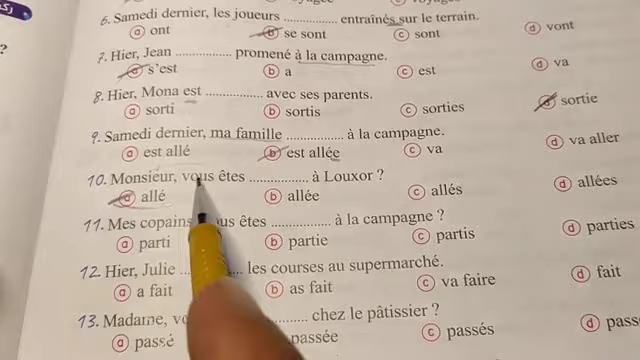 6. Samedi dernier, les joueurs .............. entraînés sur le terrain.
ⓐ ont ⓑ se sont ⓒ sont ⓓ vont
7. Hier, Jean .............. promené à la campagne.
ⓐ s'est ⓑ a ⓒ est ⓓ va
8. Hier, Mona est .............. avec ses parents.
ⓐ sorti ⓑ sortis ⓒ sorties ⓓ sortie
9. Samedi dernier, ma famille .............. à la campagne.
ⓐ est allé ⓑ est allée ⓒ va ⓓ va aller
10. Monsieur, vous êtes .............. à Louxor ?
ⓐ allé ⓑ allée ⓒ allés ⓓ allées
11. Mes copains, ous êtes .............. à la campagne ?
ⓐ parti ⓑ partie ⓒ partis ⓓ parties
12. Hier, Julie .............. les courses au supermarché.
ⓐ a fait ⓑ as fait ⓒ va faire ⓓ fait
13. Madame, .............. chez le pâtissier ?
ⓐ passé passée ⓒ passés ⓓ pass